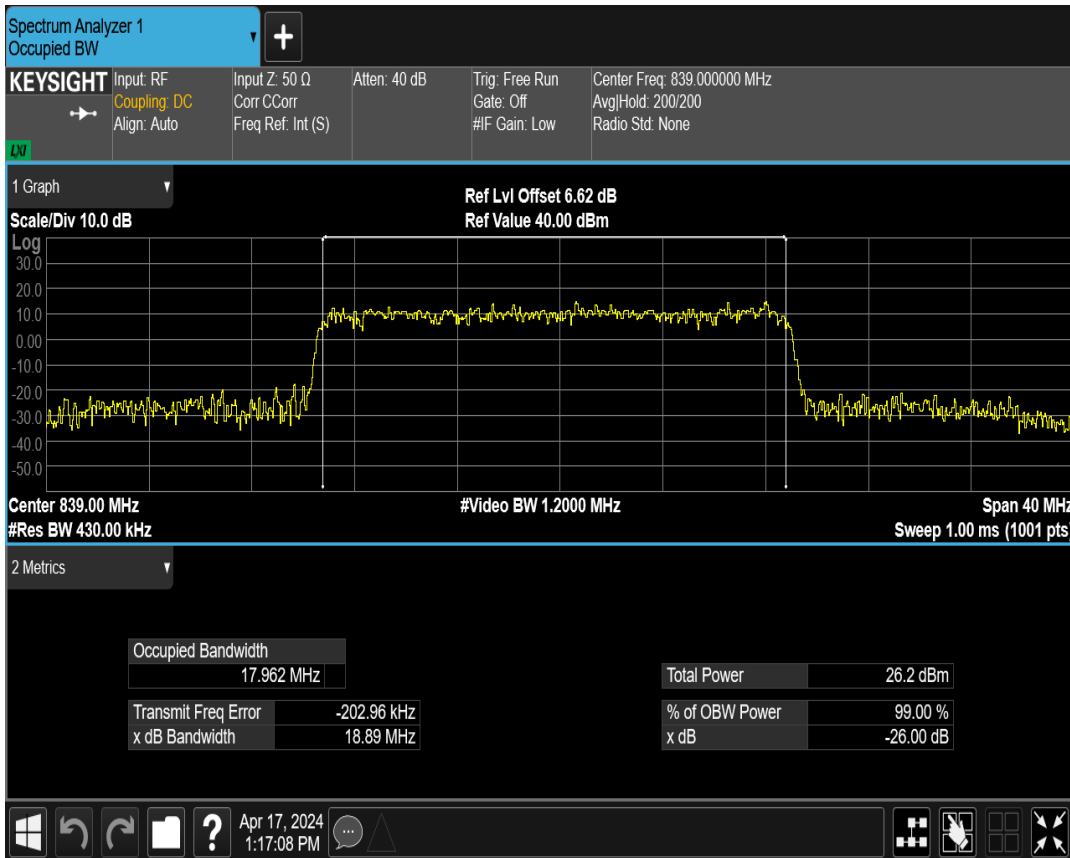 Spectrum Analyzer 1
Occupied BW
+
KEYSIGHT
LXI
Input: RF
Coupling: DC
Align: Auto
Input Z: 50 Ω
Corr CCorr
Freq Ref: Int (S)
Atten: 40 dB
Trig: Free Run
Gate: Off
#IF Gain: Low
Center Freq: 839.000000 MHz
Avg|Hold: 200/200
Radio Std: None
1 Graph
Scale/Div 10.0 dB
Ref Lvl Offset 6.62 dB
Ref Value 40.00 dBm
Log
30.0
20.0
10.0
0.00
-10.0
-20.0
-30.0
-40.0
-50.0
Center 839.00 MHz
#Video BW 1.2000 MHz
Span 40 MHz
#Res BW 430.00 kHz
Sweep 1.00 ms (1001 pts)
2 Metrics
Occupied Bandwidth
17.962 MHz
Transmit Freq Error -202.96 kHz
x dB Bandwidth 18.89 MHz
Total Power 26.2 dBm
% of OBW Power 99.00 %
x dB -26.00 dB
?
Apr 17, 2024
1:17:08 PM